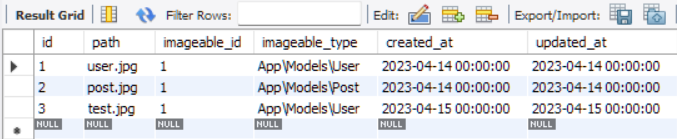 Result Grid Filter Rows: Edit: Export/Import:
id path imageable_id imageable_type created_at updated_at
1 user.jpg 1 App\Models\User 2023-04-14 00:00:00 2023-04-14 00:00:00
2 post.jpg 1 App\Models\Post 2023-04-14 00:00:00 2023-04-14 00:00:00
3 test.jpg 1 App\Models\User 2023-04-15 00:00:00 2023-04-15 00:00:00
NULL NULL NULL NULL NULL NULL